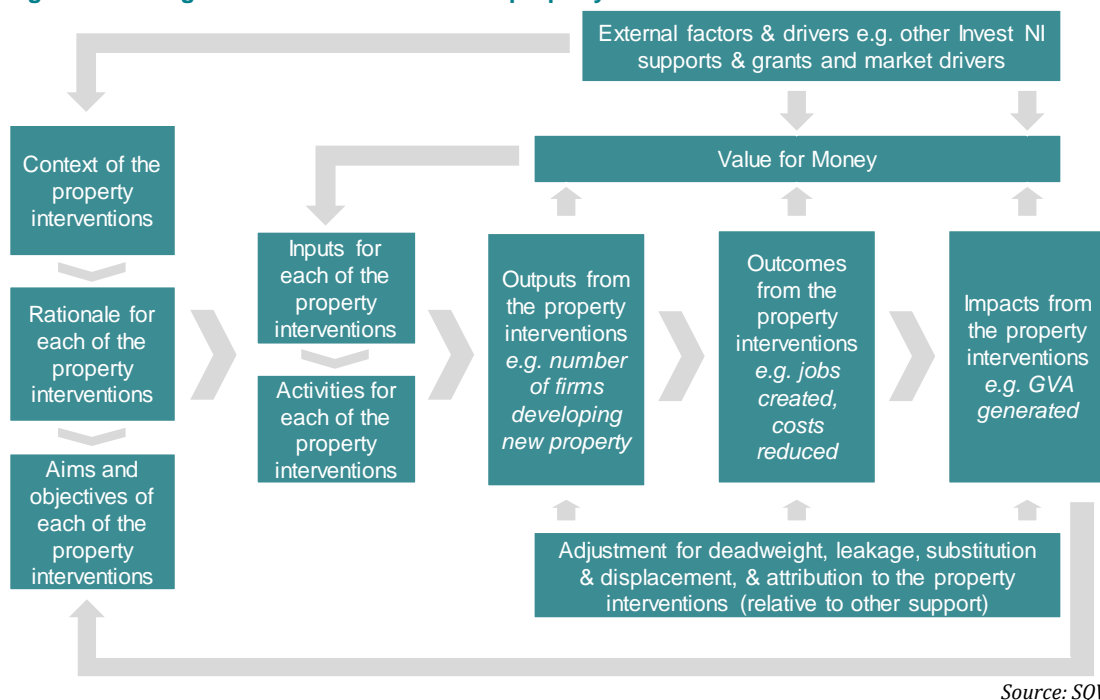 External factors & drivers e.g. other Invest NI
supports & grants and market drivers
Value for Money
Context of the
property
interventions
Rationale for
each of the
property
interventions
Aims and
objectives of
each of the
property
interventions
Inputs for
each of the
property
interventions
Activities for
each of the
property
interventions
Outputs from
the property
interventions
e.g. number
of firms
developing
new property
Outcomes
from the
property
interventions
e.g. jobs
created,
costs
reduced
Impacts from
the property
interventions
e.g. GVA
generated
Adjustment for deadweight, leakage, substitution
& displacement, & attribution to the property
interventions (relative to other support)
Source: SQW